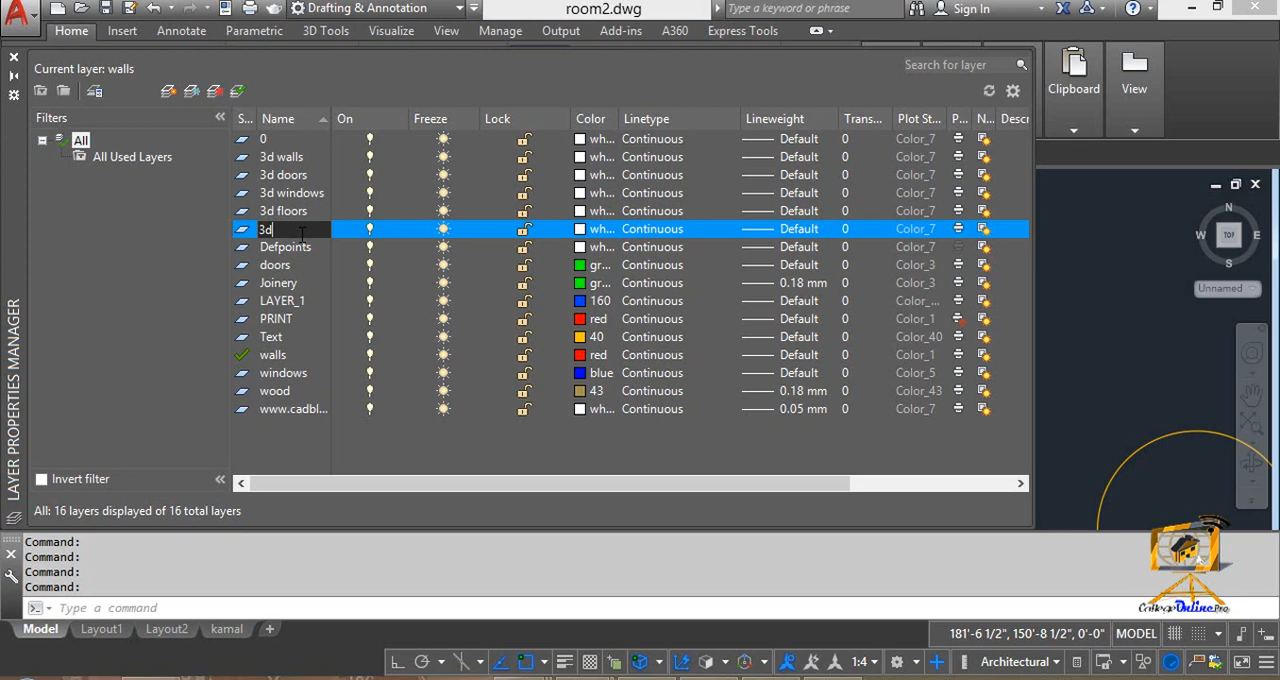 Drafting & Annotation
room2.dwg
Type a keyword or phrase
Sign In
Home Insert Annotate Parametric 3D Tools Visualize View Manage Output Add-ins A360 Express Tools
Current layer: walls
Search for layer
Clipboard
View
Filters
All
All Used Layers
S... Name On Freeze Lock Color Linetype Lineweight Trans... Plot St... P... N... Descr
0 wh... Continuous Default 0 Color_7
3d walls wh... Continuous Default 0 Color_7
3d doors wh... Continuous Default 0 Color_7
3d windows wh... Continuous Default 0 Color_7
3d floors wh... Continuous Default 0 Color_7
3d wh... Continuous Default 0 Color_7
Defpoints wh... Continuous Default 0 Color_7
doors gr... Continuous Default 0 Color_3
Joinery gr... Continuous 0.18 mm 0 Color_3
LAYER_1 160 Continuous Default 0 Color_...
PRINT red Continuous Default 0 Color_1
Text 40 Continuous Default 0 Color_40
walls red Continuous Default 0 Color_1
windows blue Continuous Default 0 Color_5
wood 43 Continuous 0.18 mm 0 Color_43
www.cadbl... wh... Continuous 0.05 mm 0 Color_7
N
W TOP E
S
Unnamed
LAYER PROPERTIES MANAGER
Invert filter
All: 16 layers displayed of 16 total layers
Command:
Command:
Command:
Command:
Type a command
College Online.Pro
Model Layout1 Layout2 kamal +
181'-6 1/2", 150'-8 1/2", 0'-0" MODEL
1:4 Architectural